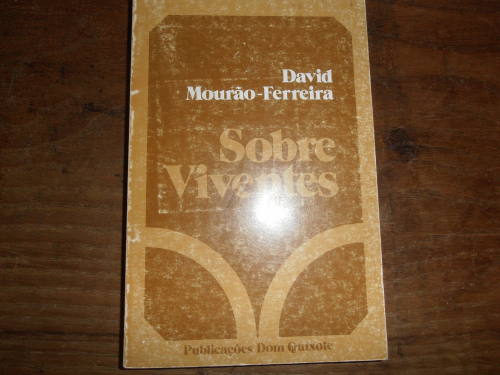 David
Mourão-Ferreira
Sobre
Viventes
Publicações Dom Quixote